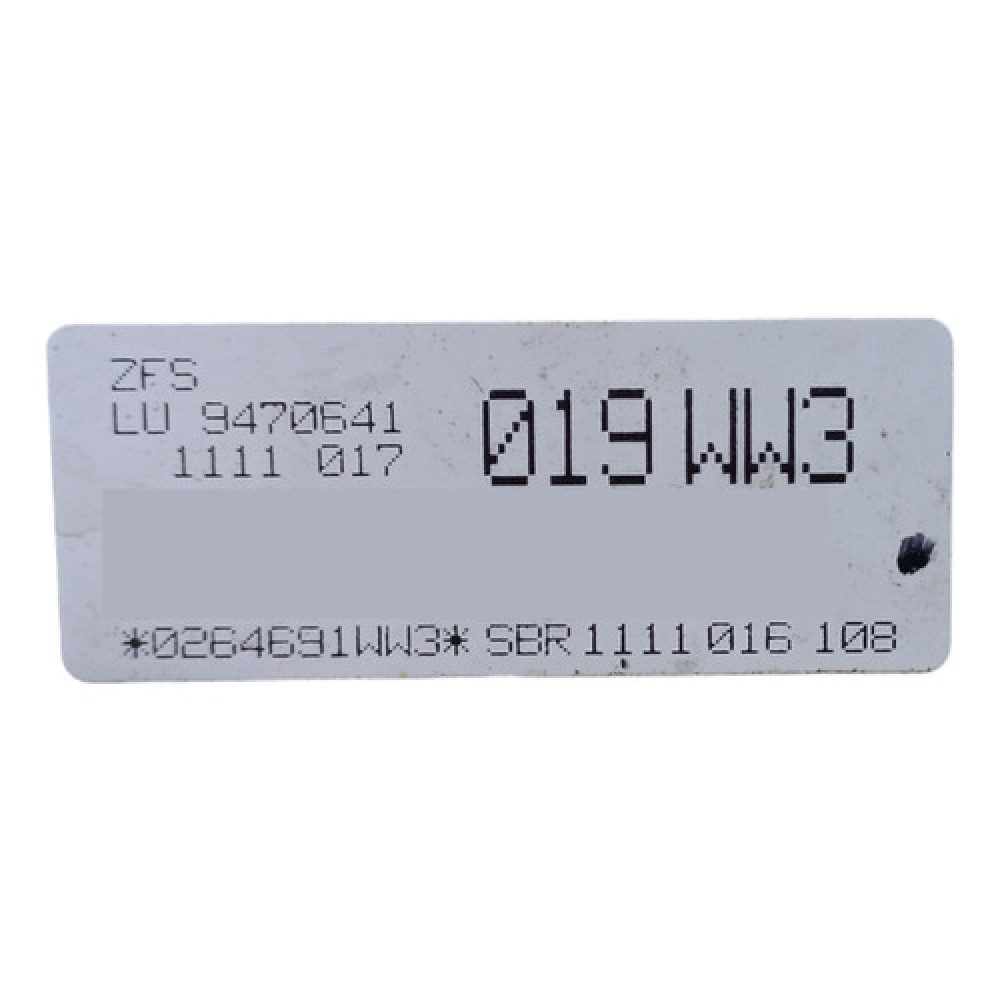 ZFS
LU 9470641
1111 017
019 WW3
*0264691WW3* SBR 1111 016 108